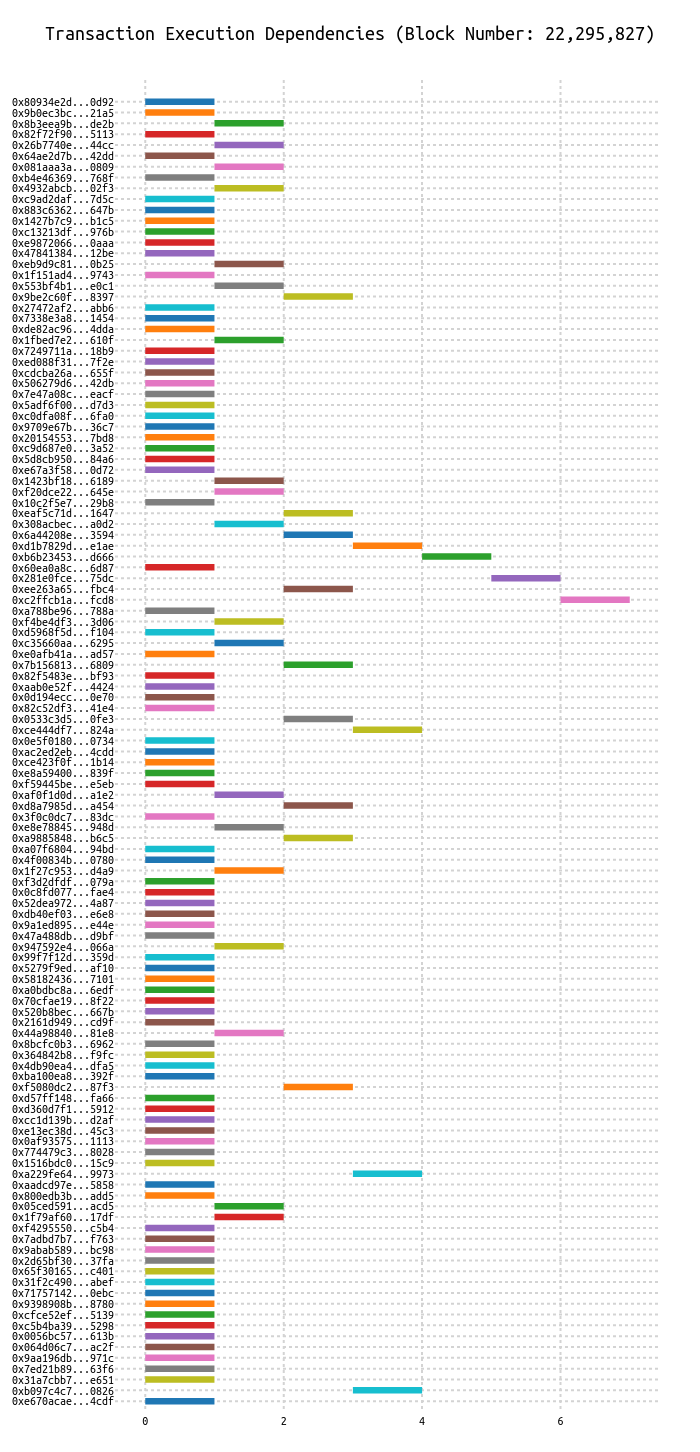 Transaction Execution Dependencies (Block Number: 22,295,827)
0x80934e2d...0d92
0x9b0ec3bc...21a5
0x8b3eea9b...de2b
0x82f72f90...5113
0x26b7740e...44cc
0x64ae2d7b...42dd
0x081aaa3a...0809
0xb4e46369...768f
0x4932abcb...02f3
0xc9ad2daf...7d5c
0x883c6362...647b
0x1427b7c9...b1c5
0xc13213df...976b
0xe9872066...0aaa
0x47841384...12be
0xeb9d9c81...0b25
0x1f151ad4...9743
0x553bf4b1...e0c1
0x9be2c60f...8397
0x27472af2...abb6
0x7338e3a8...1454
0xde82ac96...4dda
0x1fbed7e2...610f
0x7249711a...18b9
0xed088f31...7f2e
0xcdcba26a...655f
0x506279d6...42db
0x7e47a08c...eacf
0x5adf6f00...d7d3
0xc0dfa08f...6fa0
0x9709e67b...36c7
0x20154553...7bd8
0xc9d687e0...3a52
0x5d8cb950...84a6
0xe67a3f58...0d72
0x1423bf18...6189
0xf20dce22...645e
0x10c2f5e7...29b8
0xeaf5c71d...1647
0x308acbec...a0d2
0x6a44208e...3594
0xd1b7829d...e1ae
0xb6b23453...d666
0x60ea0a8c...6d87
0x281e0fce...75dc
0xee263a65...fbc4
0xc2ffcb1a...fcd8
0xa788be96...788a
0xf4be4df3...3d06
0xd5968f5d...f104
0xc35660aa...6295
0xe0afb41a...ad57
0x7b156813...6809
0x82f5483e...bf93
0xaab0e52f...4424
0x0d194ecc...0e70
0x82c52df3...41e4
0x0533c3d5...0fe3
0xce444df7...824a
0x0e5f0180...0734
0xac2ed2eb...4cdd
0xce423f0f...1b14
0xe8a59400...839f
0xf59445be...e5eb
0xaf0f1d0d...a1e2
0xd8a7985d...a454
0x3f0c0dc7...83dc
0xe8e78845...948d
0xa9885848...b6c5
0xa07f6804...94bd
0x4f00834b...0780
0x1f27c953...d4a9
0xf3d2dfdf...079a
0x0c8fd077...fae4
0x52dea972...4a87
0xdb40ef03...e6e8
0x9a1ed895...e44e
0x47a488db...d9bf
0x947592e4...066a
0x99f7f12d...359d
0x5279f9ed...af10
0x58182436...7101
0xa0bdbc8a...6edf
0x70cfae19...8f22
0x520b8bec...667b
0x2161d949...cd9f
0x44a98840...81e8
0x8bcfc0b3...6962
0x364842b8...f9fc
0x4db90ea4...dfa5
0xba100ea8...392f
0xf5080dc2...87f3
0xd57ff148...fa66
0xd360d7f1...5912
0xcc1d139b...d2af
0xe13ec38d...45c3
0x0af93575...1113
0x774479c3...8028
0x1516bdc0...15c9
0xa229fe64...9973
0xaadcd97e...5858
0x800edb3b...add5
0x05ced591...acd5
0x1f79af60...17df
0xf4295550...c5b4
0x7adbd7b7...f763
0x9abab589...bc98
0x2d65bf30...37fa
0x65f30165...c401
0x31f2c490...abef
0x71757142...0ebc
0x9398908b...8780
0xcfce52ef...5139
0xc5b4ba39...5298
0x0056bc57...613b
0x064d06c7...ac2f
0x9aa196db...971c
0x7ed21b89...63f6
0x31a7cbb7...e651
0xb097c4c7...0826
0xe670acae...4cdf
0 2 4 6